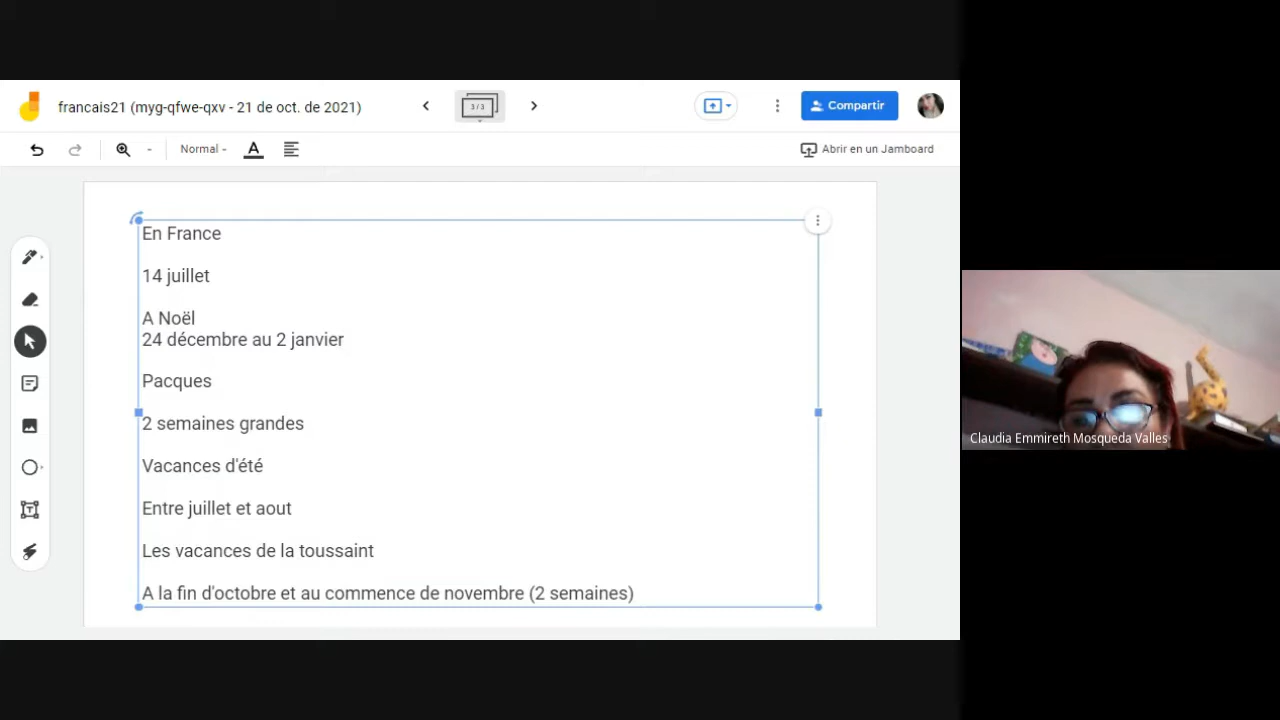 francais21 (myg-qfwe-qxv - 21 de oct. de 2021)
3 / 3
Compartir
Normal
A
Abrir en un Jamboard
En France
14 juillet
A Noël
24 décembre au 2 janvier
Pacques
2 semaines grandes
Vacances d'été
Entre juillet et aout
Les vacances de la toussaint
A la fin d'octobre et au commence de novembre (2 semaines)
Claudia Emmireth Mosqueda Valles